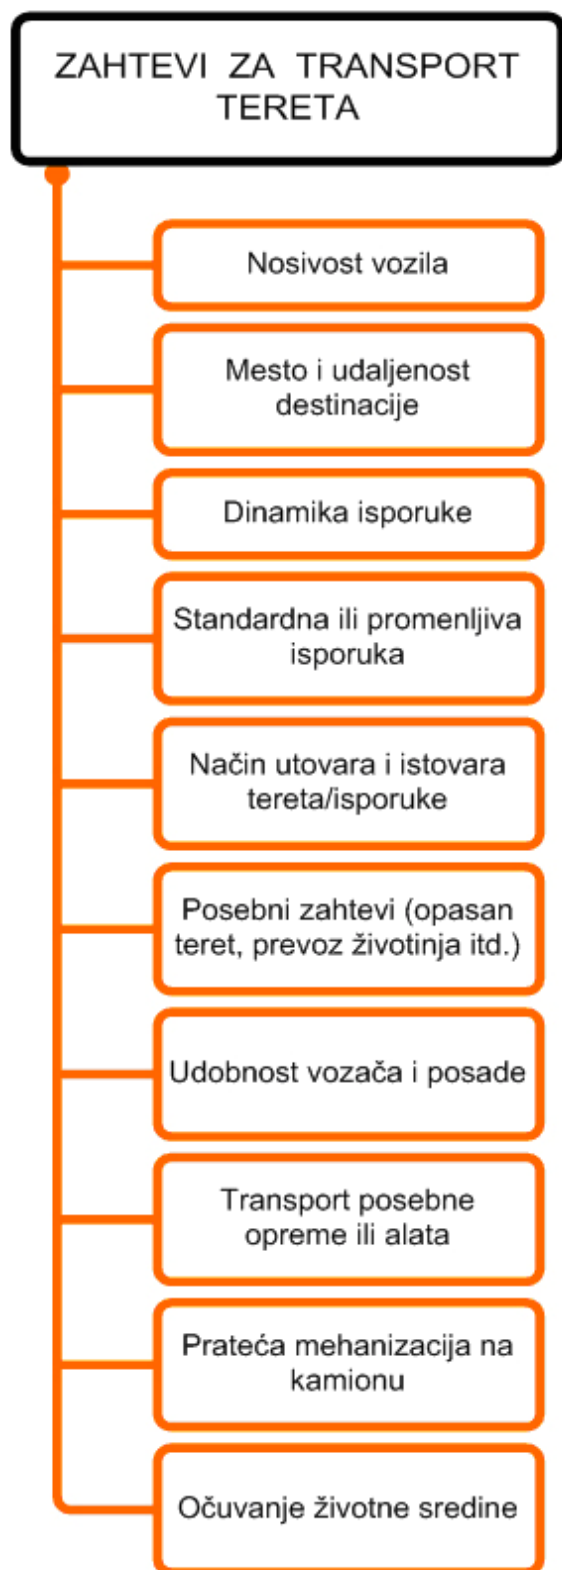 ZAHTEVI ZA TRANSPORT
TERETA
Nosivost vozila
Mesto i udaljenost
destinacije
Dinamika isporuke
Standardna ili promenljiva
isporuka
Način utovara i istovara
tereta/isporuke
Posebni zahtevi (opasan
teret, prevoz životinja itd.)
Udobnost vozača i posade
Transport posebne
opreme ili alata
Prateća mehanizacija na
kamionu
Očuvanje životne sredine